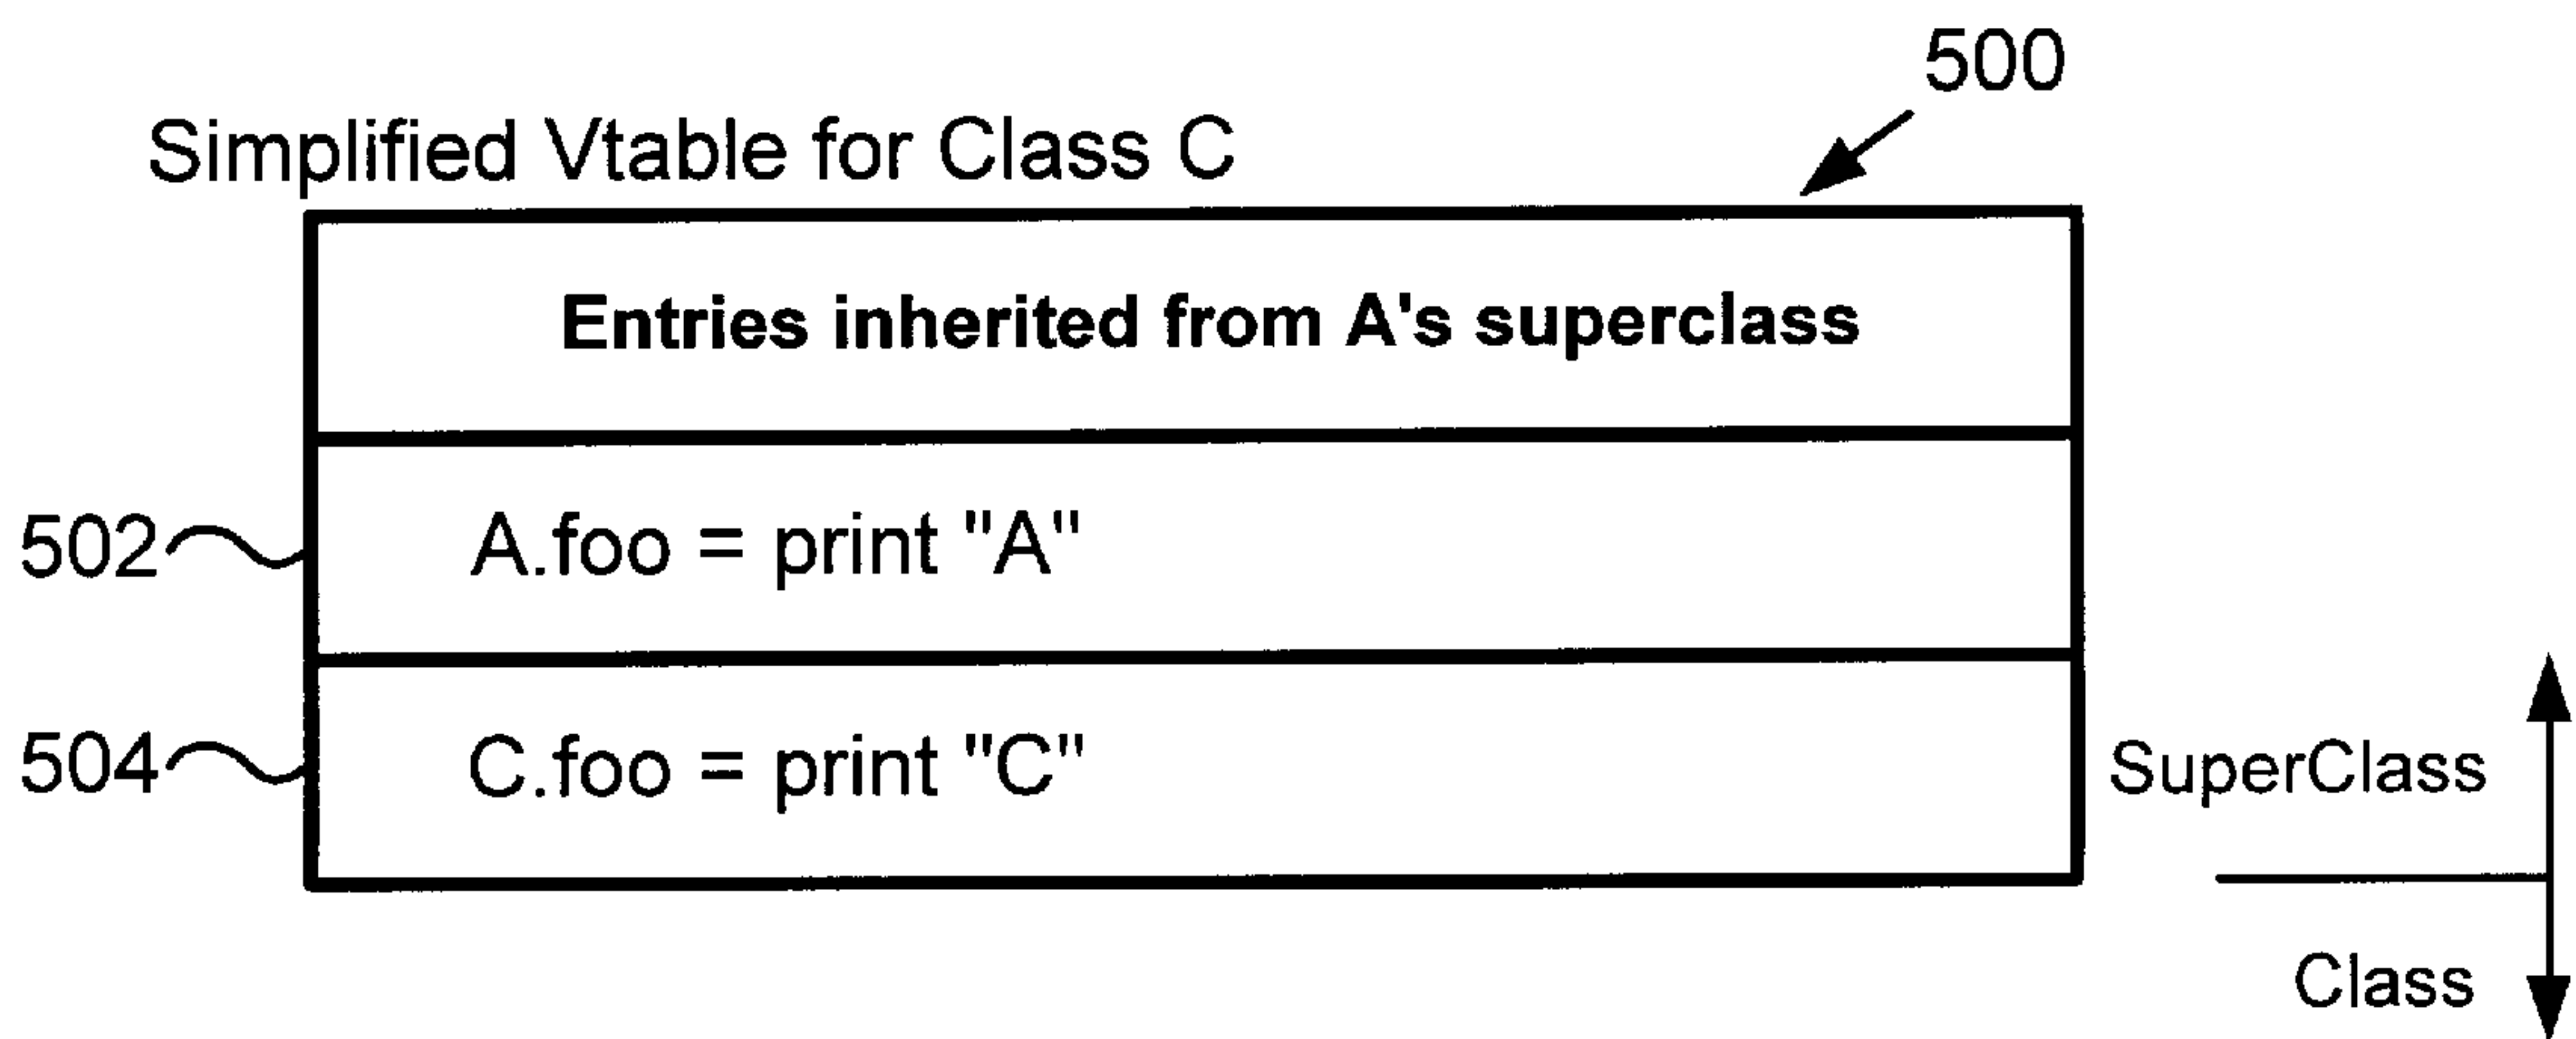 500
Simplified Vtable for Class C
Entries inherited from A's superclass
502 A.foo = print "A"
504 C.foo = print "C"
SuperClass
Class